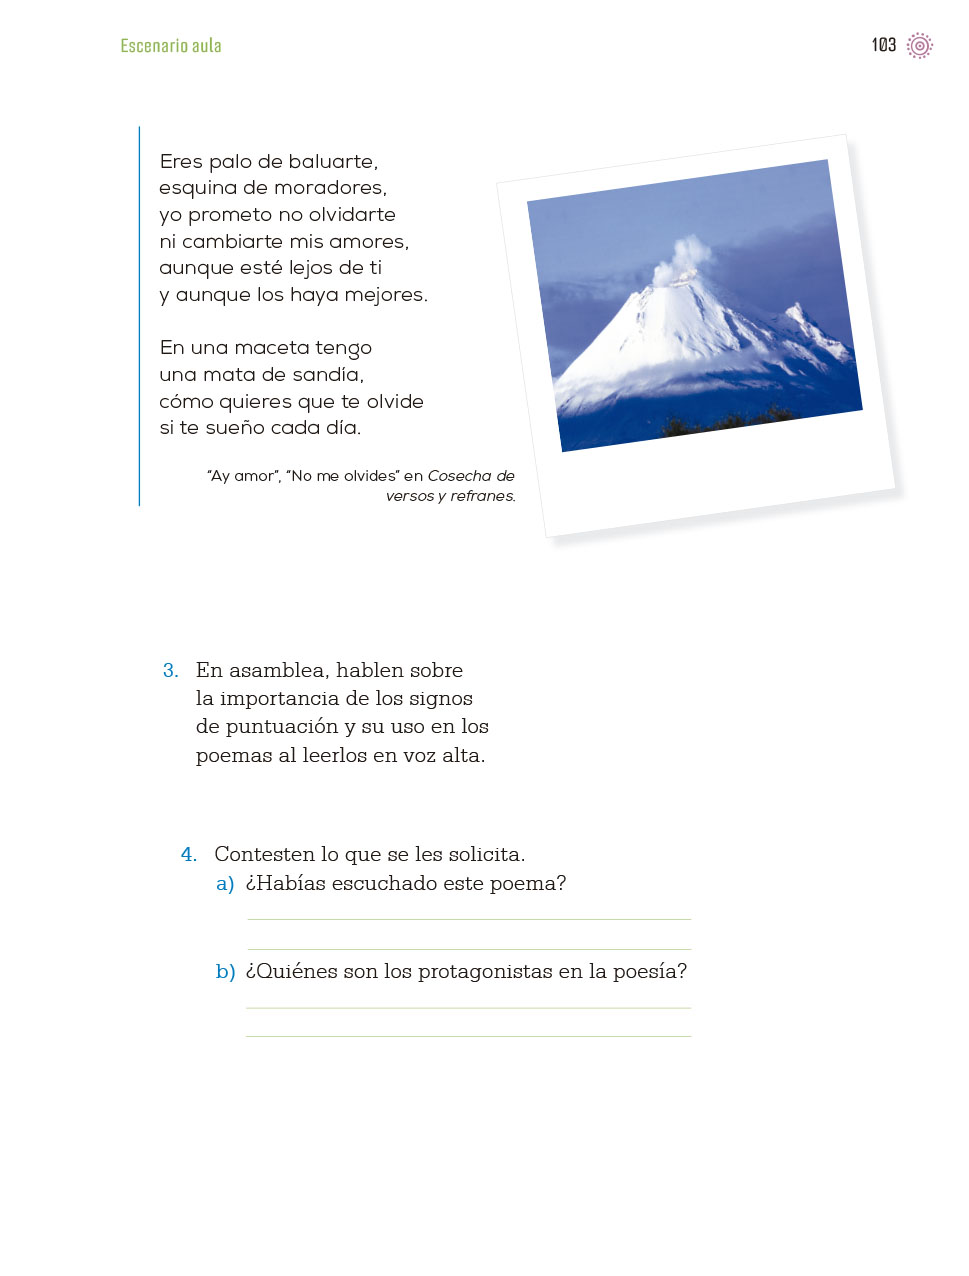 Escenario aula
103
Eres palo de baluarte,
esquina de moradores,
yo prometo no olvidarte
ni cambiarte mis amores,
aunque esté lejos de ti
y aunque los haya mejores.
En una maceta tengo
una mata de sandía,
cómo quieres que te olvide
si te sueño cada día.
“Ay amor”, “No me olvides” en Cosecha de
versos y refranes.
3. En asamblea, hablen sobre
la importancia de los signos
de puntuación y su uso en los
poemas al leerlos en voz alta.
4. Contesten lo que se les solicita.
a) ¿Habías escuchado este poema?
b) ¿Quiénes son los protagonistas en la poesía?